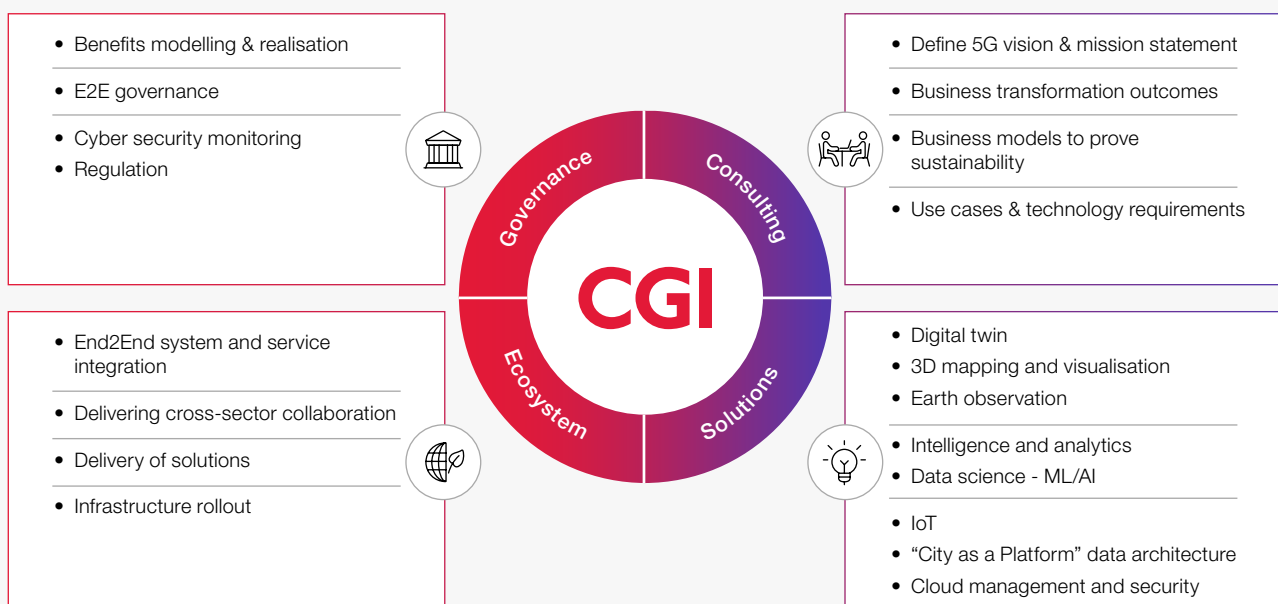 Benefits modelling & realisation
E2E governance
Cyber security monitoring
Regulation
Define 5G vision & mission statement
Business transformation outcomes
Business models to prove
sustainability
Use cases & technology requirements
Governance
Consulting
CGI
Ecosystem
Solutions
End2End system and service
integration
Delivering cross-sector collaboration
Delivery of solutions
Infrastructure rollout
Digital twin
3D mapping and visualisation
Earth observation
Intelligence and analytics
Data science - ML/AI
IoT
“City as a Platform” data architecture
Cloud management and security